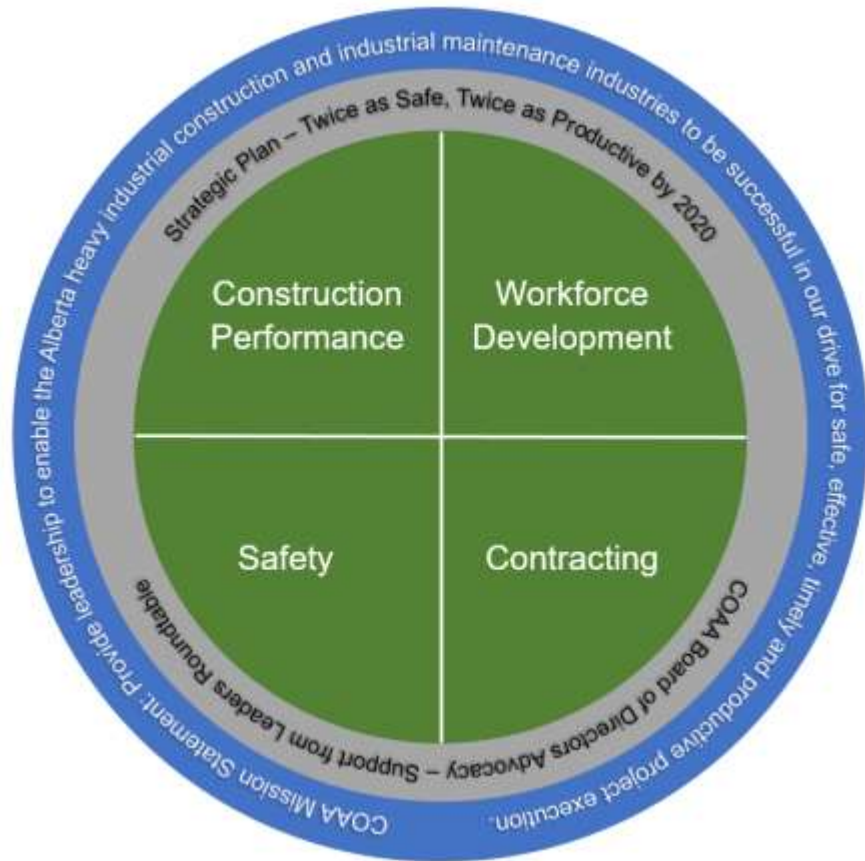 COAA Mission Statement: Provide leadership to enable the Alberta heavy industrial construction and industrial maintenance industries to be successful in our drive for safe, effective, timely and productive project execution.
Strategic Plan – Twice as Safe, Twice as Productive by 2020
Construction
Performance
Workforce
Development
Safety
Contracting
COAA Board of Directors Advocacy – Support from Leaders Roundtable